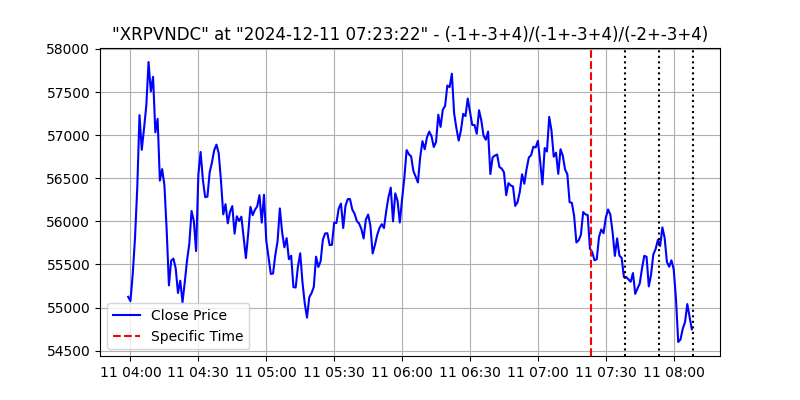 "XRPVNDC" at "2024-12-11 07:23:22" - (-1+-3+4)/(-1+-3+4)/(-2+-3+4)
58000
57500
57000
56500
56000
55500
55000
54500
Close Price
Specific Time
11 04:00 11 04:30 11 05:00 11 05:30 11 06:00 11 06:30 11 07:00 11 07:30 11 08:00